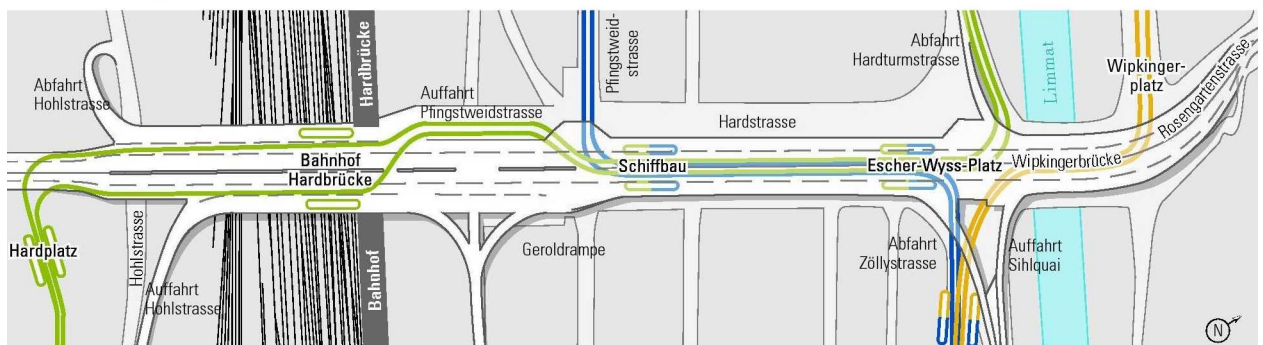 Abfahrt
Hohlstrasse
Hardbrücke
Auffahrt
Pfingstweidstrasse
Pfingstweid-
strasse
Hardstrasse
Abfahrt
Hardturmstrasse
Limmat
Wipkinger-
platz
Rosengartenstrasse
Bahnhof
Hardbrücke
Schiffbau
Escher-Wyss-Platz
Wipkingerbrücke
Hardplatz
Hohlstrasse
Auffahrt
Hohlstrasse
Bahnhof
Geroldrampe
Abfahrt
Zöllystrasse
Auffahrt
Sihlquai
N